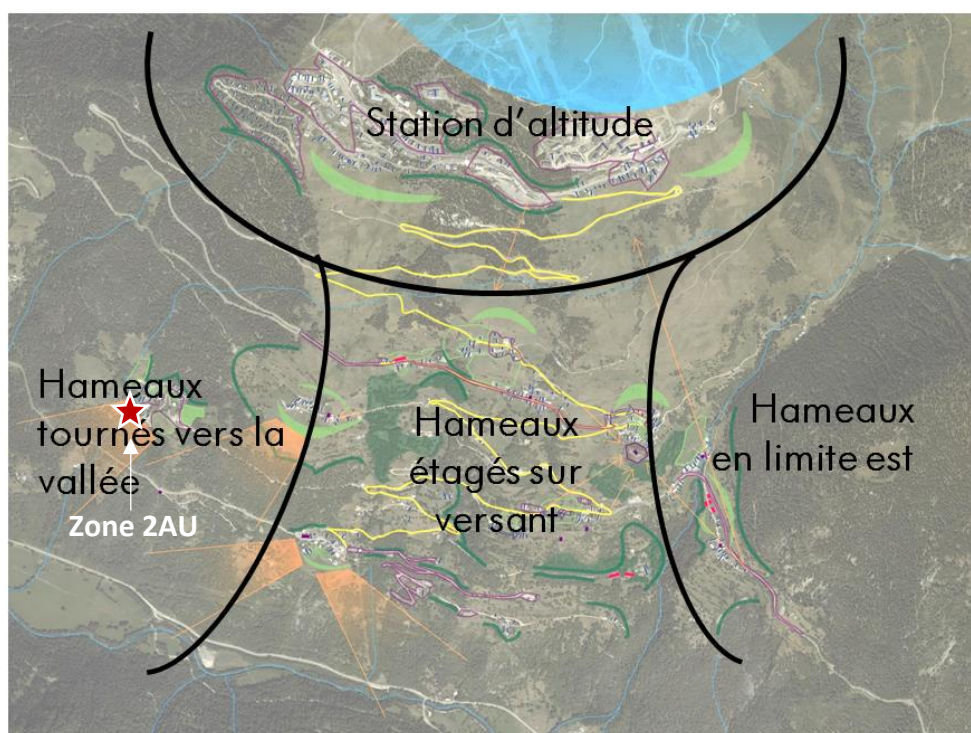 Station d'altitude
Hameaux
tournés vers la
vallée
Zone 2AU
Hameaux
étagés sur
versant
Hameaux
en limite est